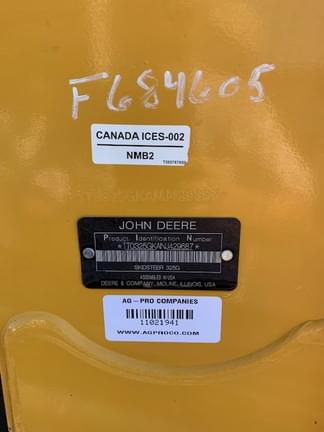 F684605
CANADA ICES-002
NMB2
JOHN DEERE
Product Identification Number
*1T0325GKANJ429687*
SKIDSTEER 325G
ASSEMBLED IN USA
DEERE & COMPANY, MOLINE, ILLINOIS, USA
AG - PRO COMPANIES
11021941
WWW.AGPROCO.COM